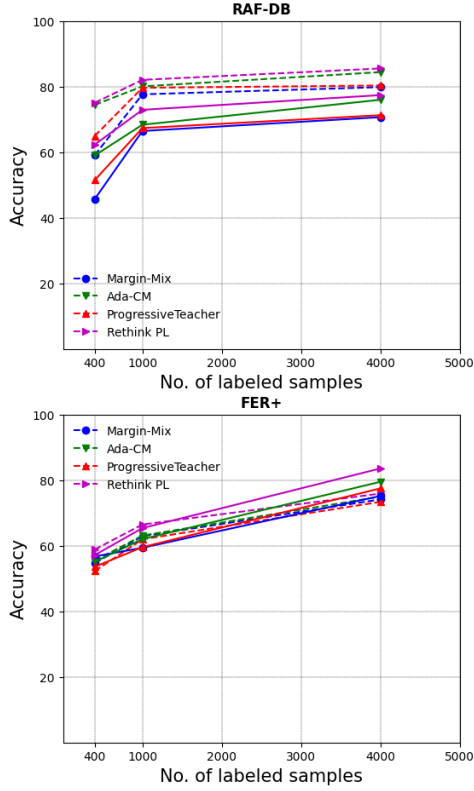 RAF-DB
100
80
60
40
20
Accuracy
Margin-Mix
Ada-CM
ProgressiveTeacher
Rethink PL
400 1000 2000 3000 4000 5000
No. of labeled samples
FER+
100
80
60
40
20
Accuracy
Margin-Mix
Ada-CM
ProgressiveTeacher
Rethink PL
400 1000 2000 3000 4000 5000
No. of labeled samples